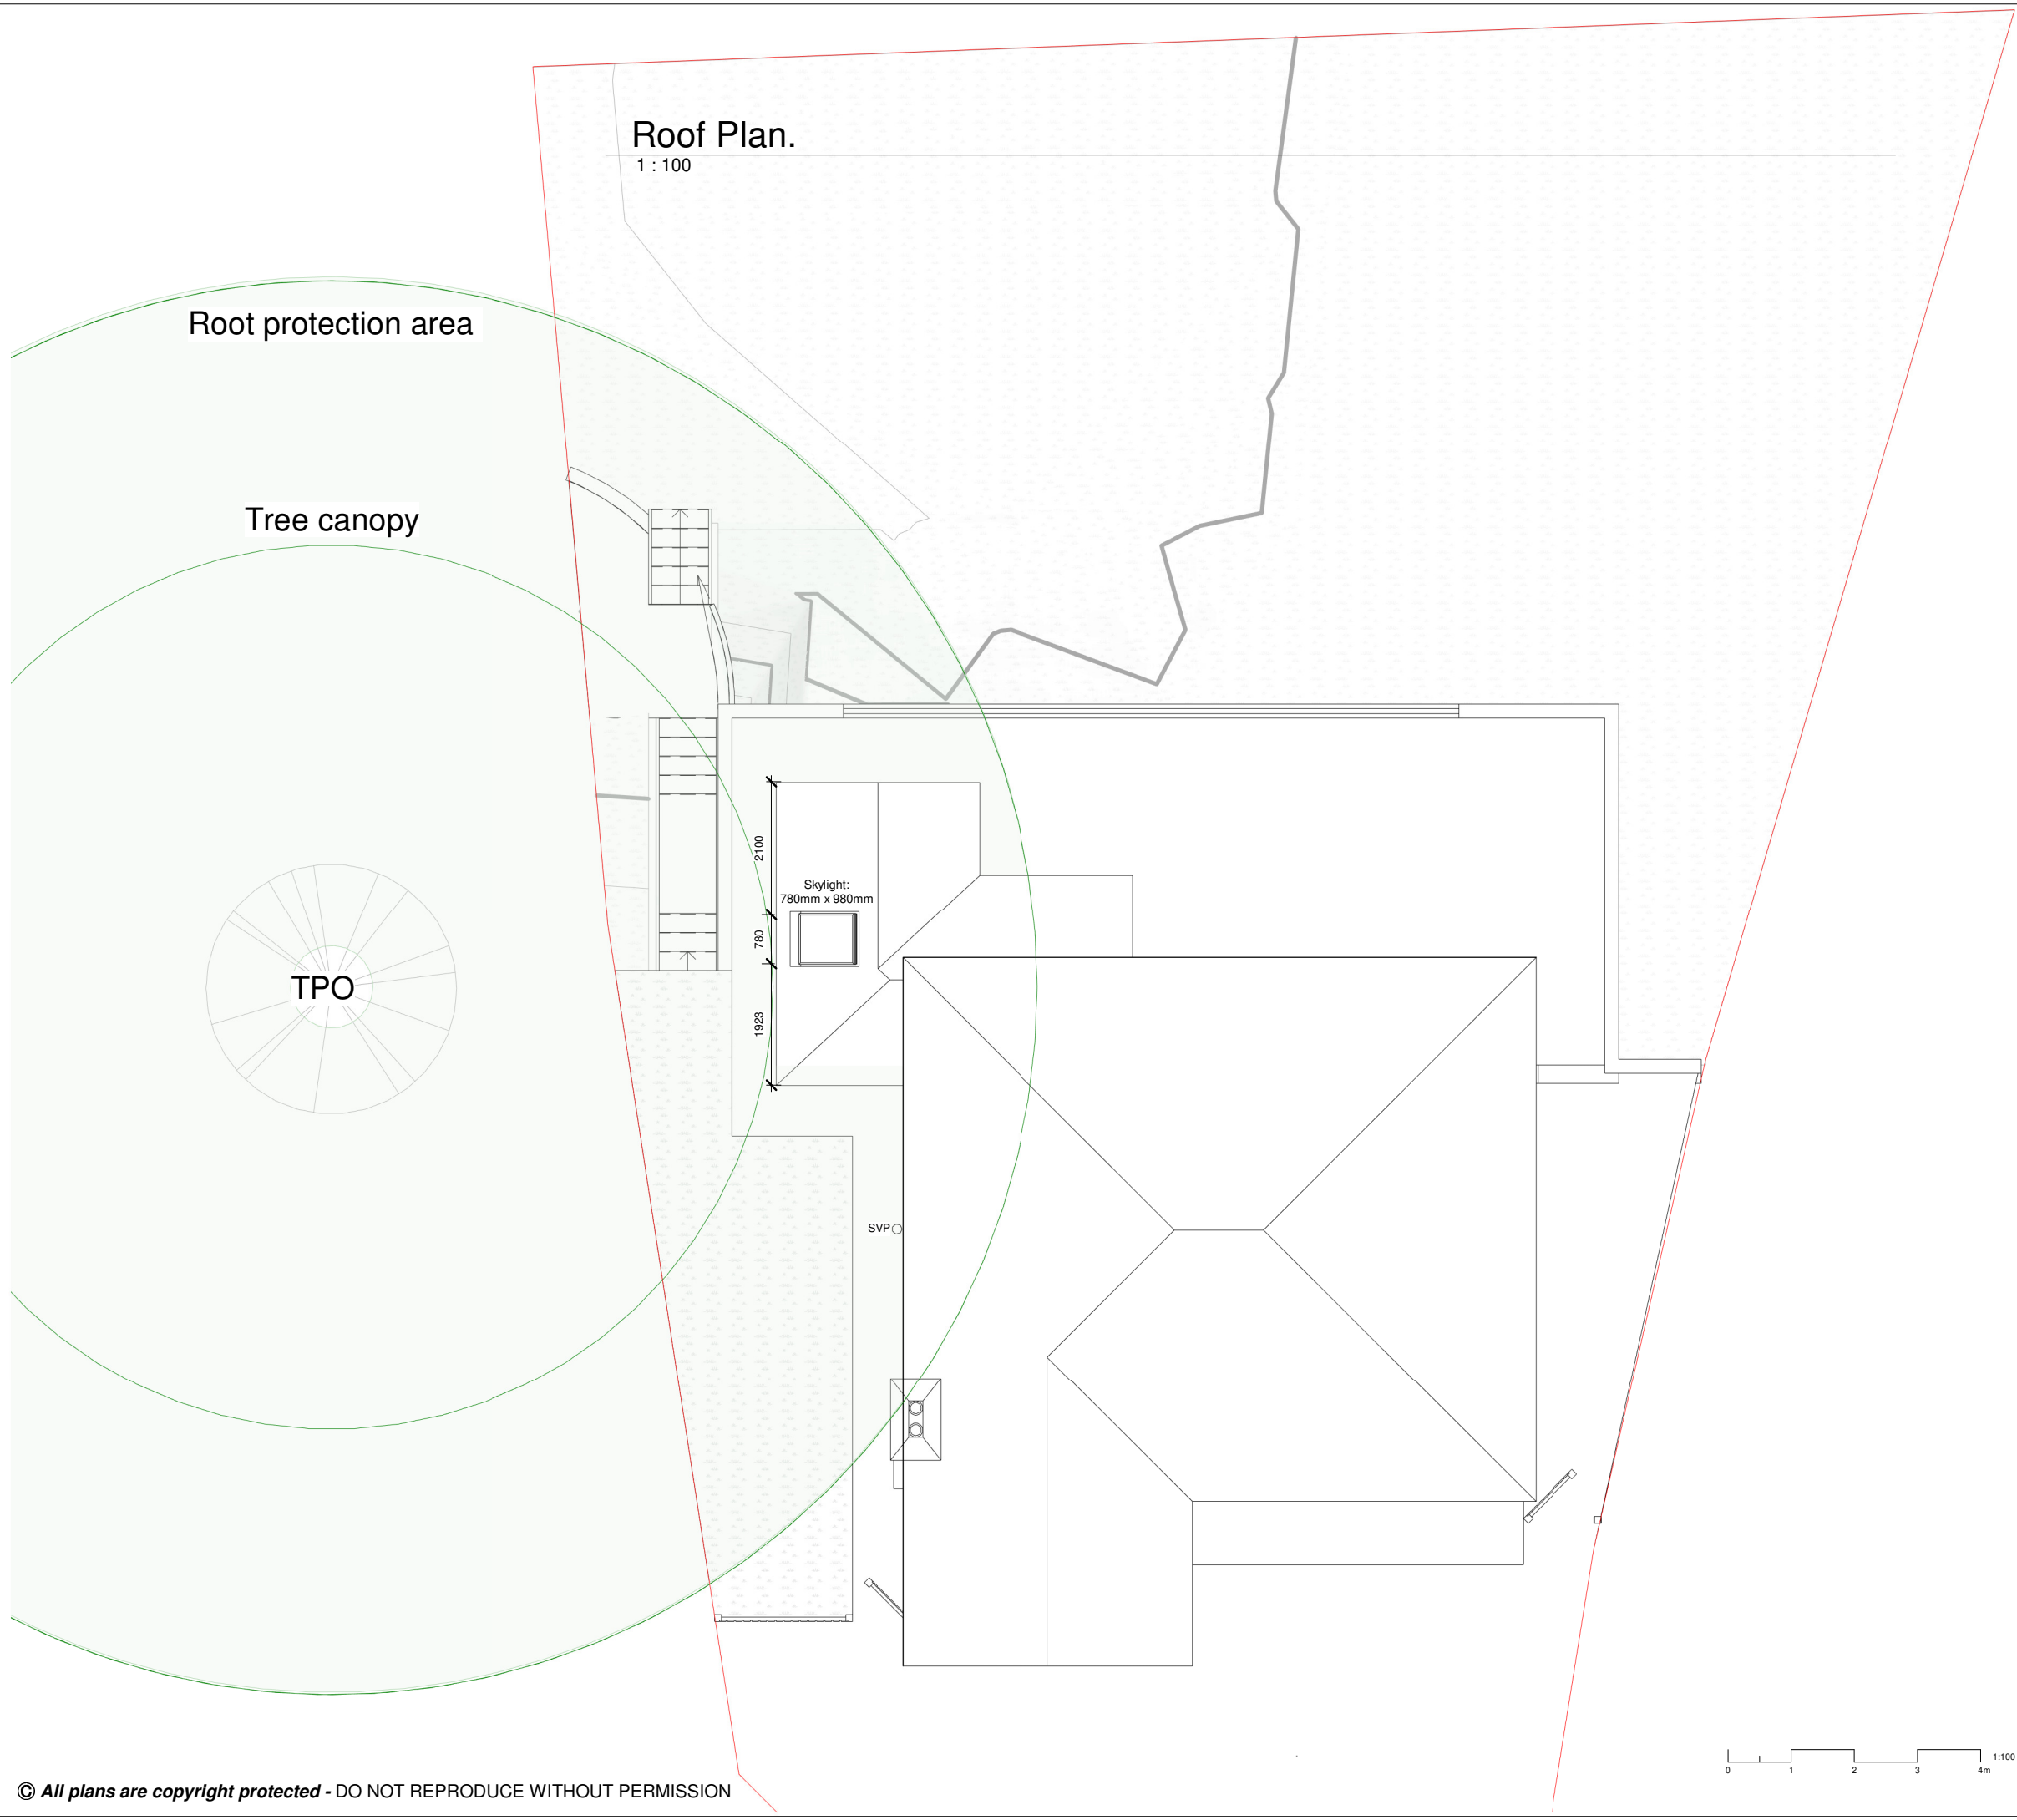 Roof Plan.
1 : 100
Root protection area
Tree canopy
2100
Skylight:
780mm x 980mm
780
TPO
1923
SVP
1:100
0 1 2 3 4m
© All plans are copyright protected - DO NOT REPRODUCE WITHOUT PERMISSION